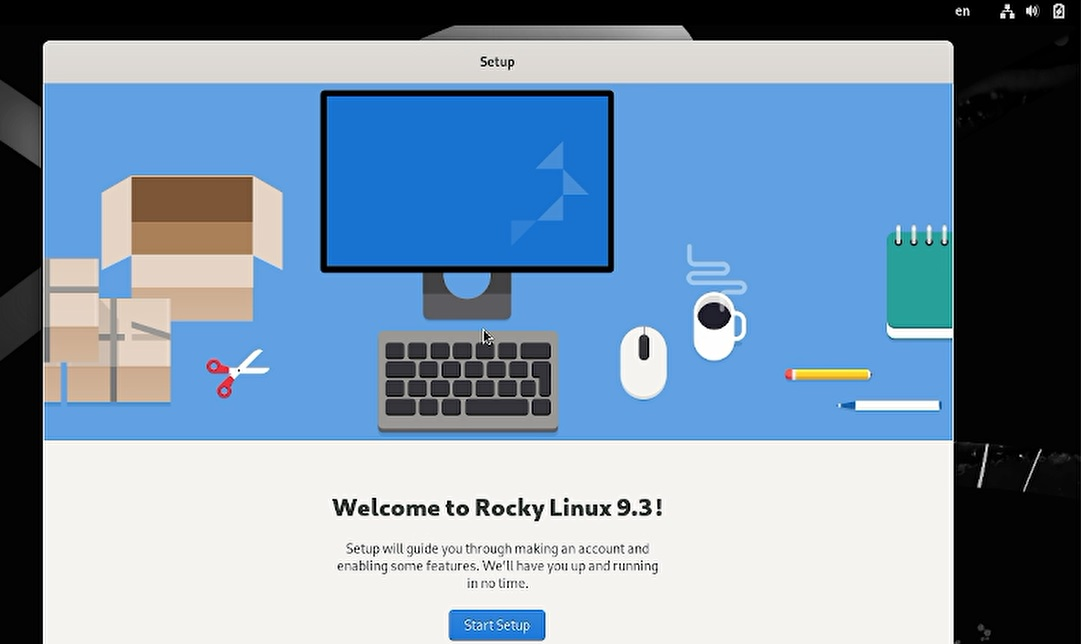 en
Setup
Welcome to Rocky Linux 9.3!
Setup will guide you through making an account and
enabling some features. We'll have you up and running
in no time.
Start Setup